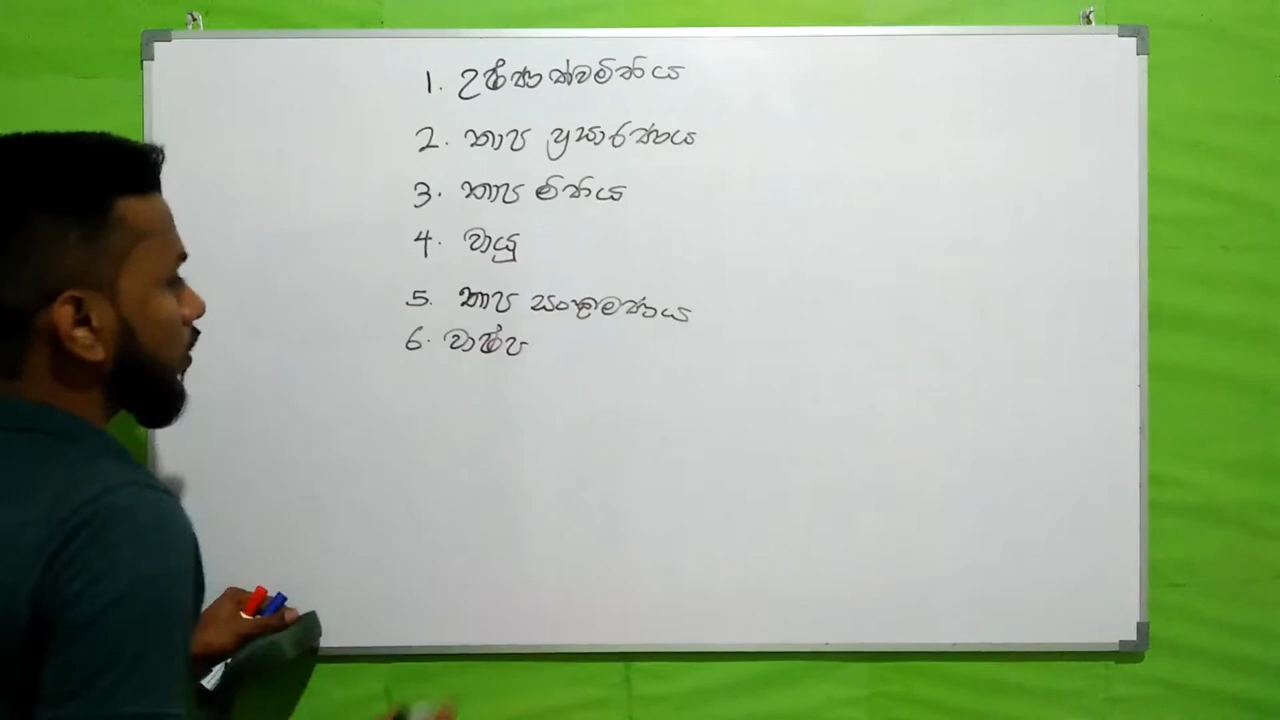 1. උෂ්ණත්වමිතිය
2. තාප ප්‍රසාරණය
3. තාප මිතිය
4. වායු
5. තාප සංක්‍රමණය
6. වාෂ්ප